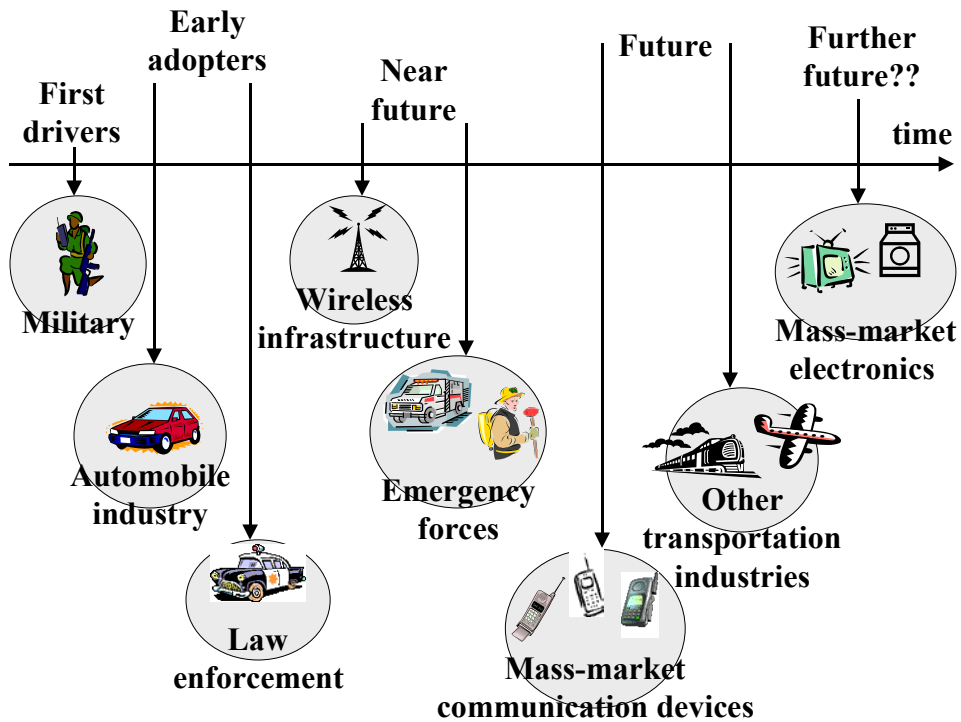 First
drivers
Early
adopters
Near
future
Future
Further
future??
time
Military
Automobile
industry
Law
enforcement
Wireless
infrastructure
Emergency
forces
Mass-market
communication devices
Other
transportation
industries
Mass-market
electronics